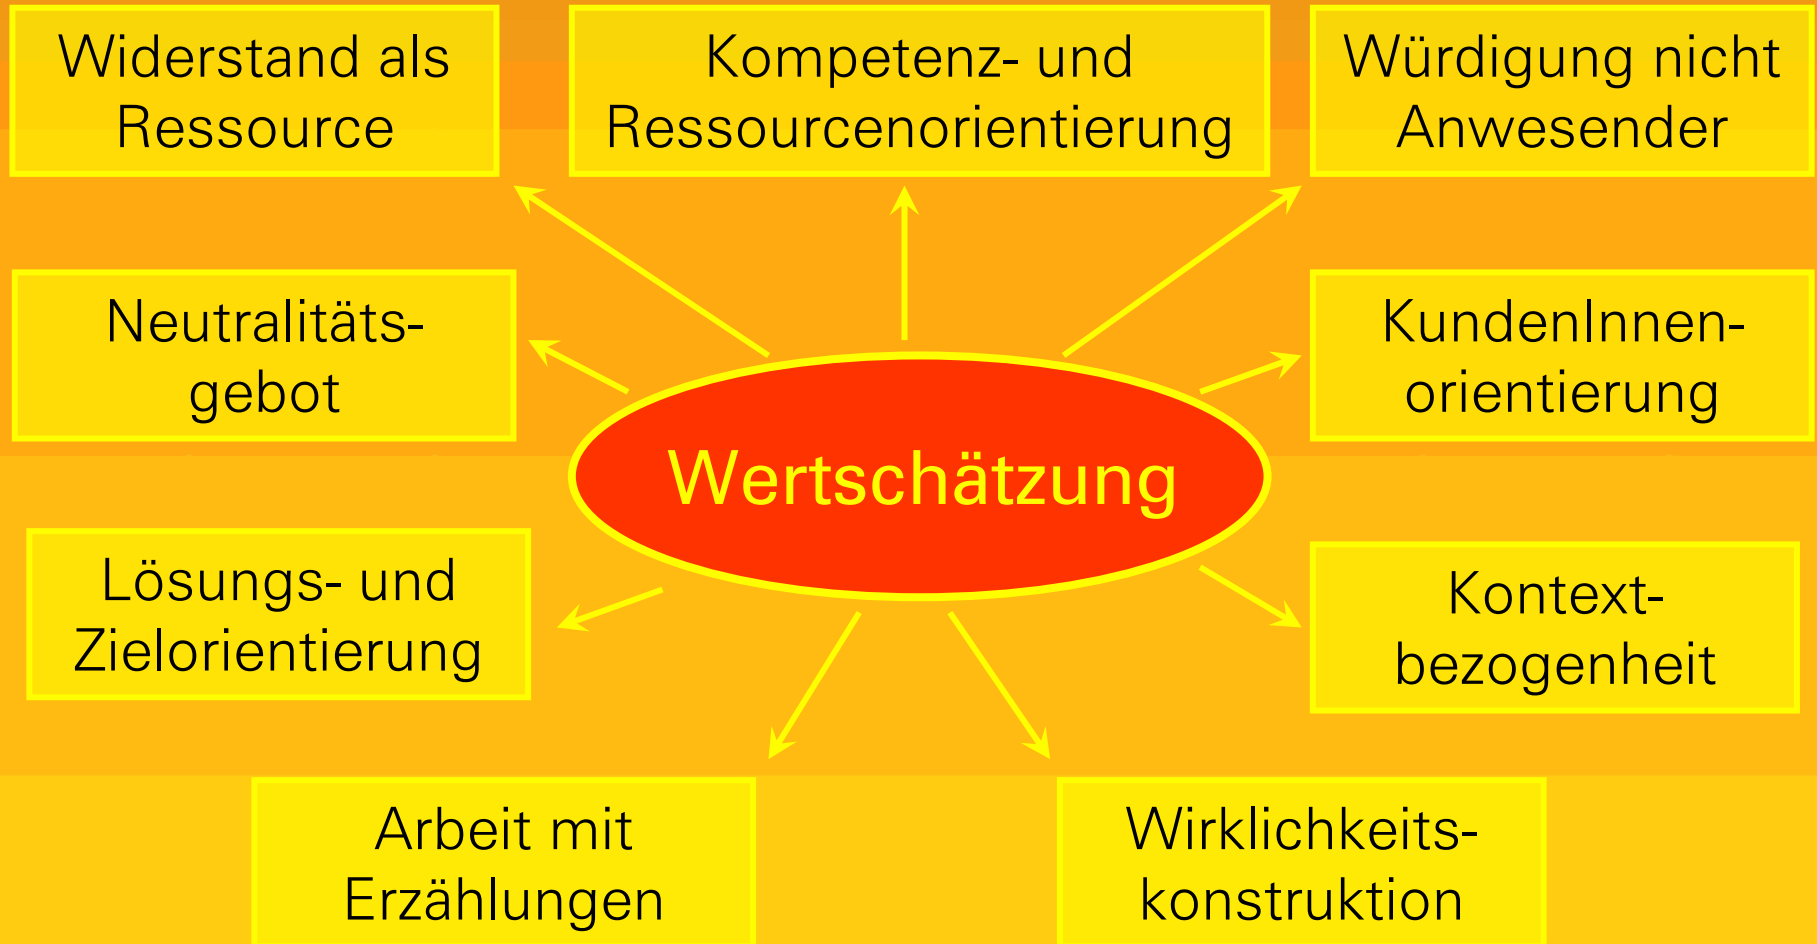 Widerstand als
Ressource
Kompetenz- und
Ressourcenorientierung
Würdigung nicht
Anwesender
Neutralitäts-
gebot
KundenInnen-
orientierung
Wertschätzung
Lösungs- und
Zielorientierung
Kontext-
bezogenheit
Arbeit mit
Erzählungen
Wirklichkeits-
konstruktion